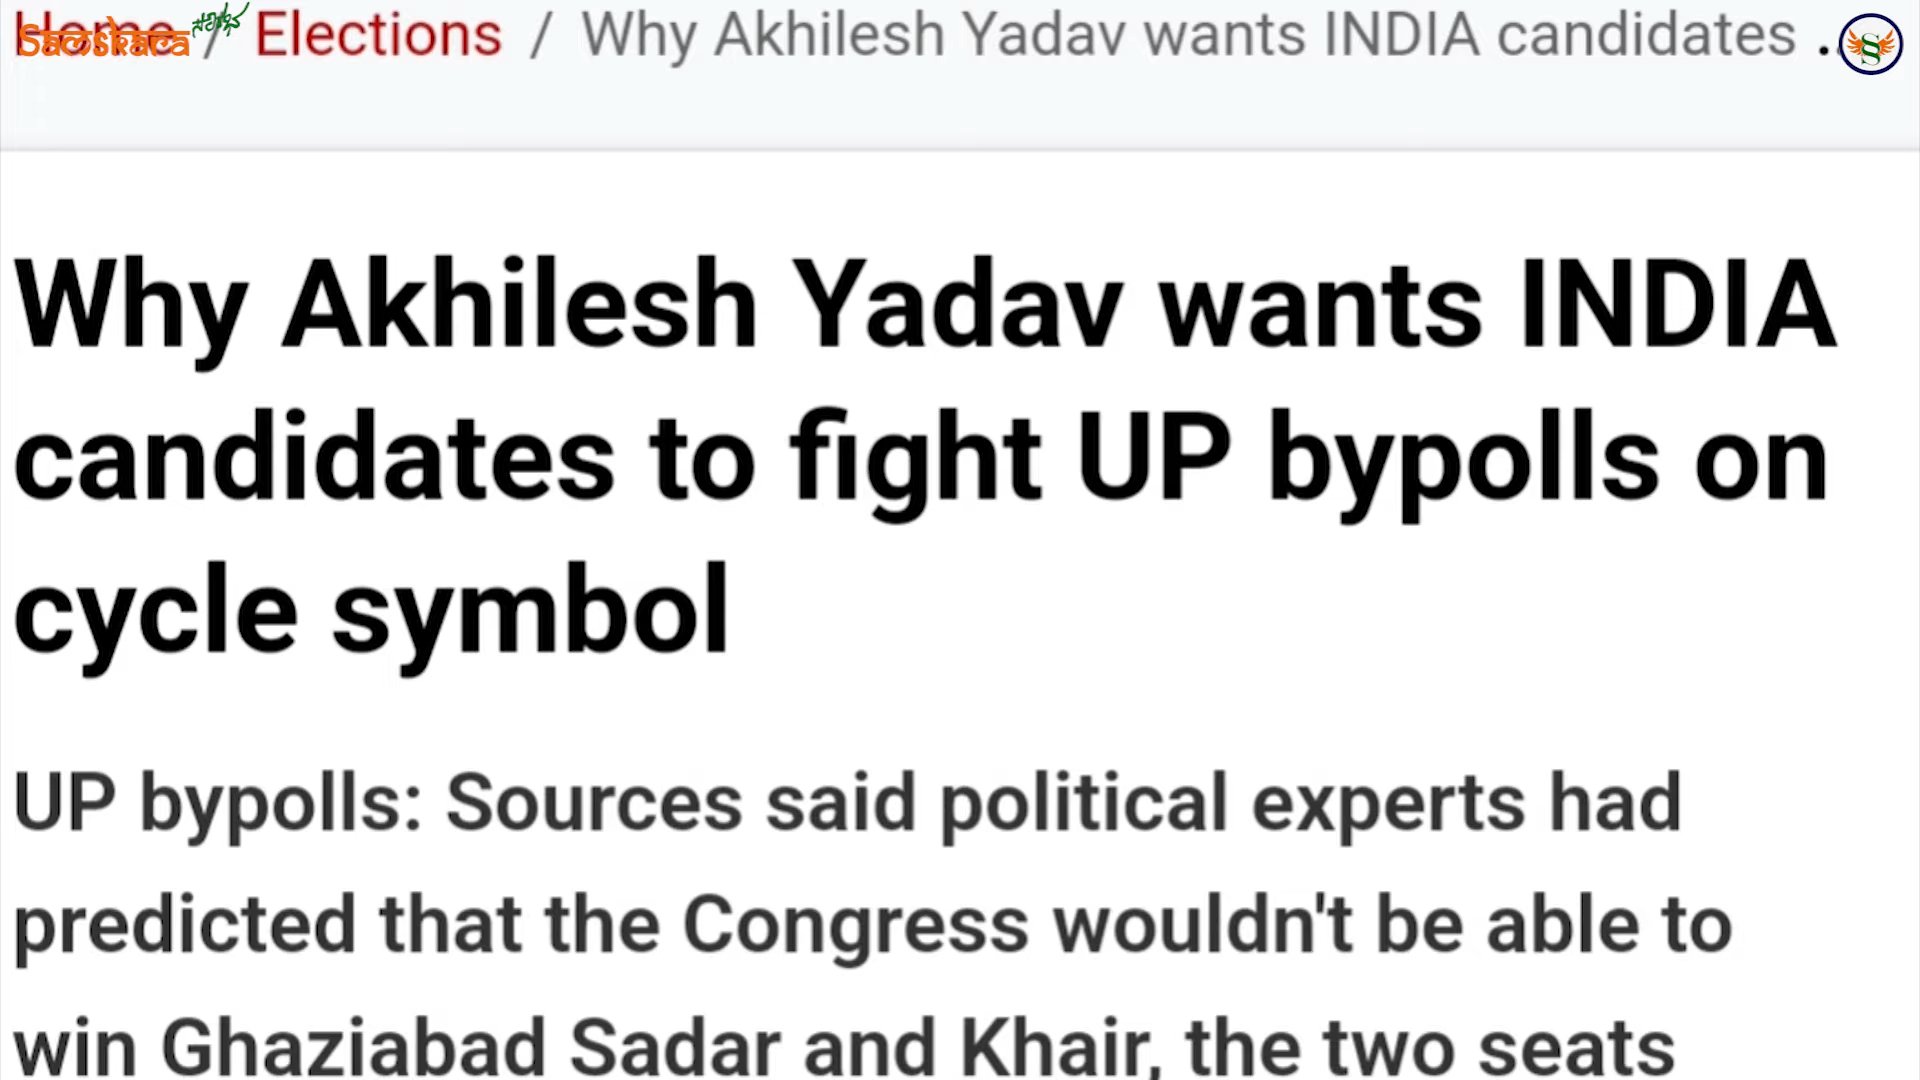 Home / Elections / Why Akhilesh Yadav wants INDIA candidates ..
Samskara
S
Why Akhilesh Yadav wants INDIA
candidates to fight UP bypolls on
cycle symbol
UP bypolls: Sources said political experts had
predicted that the Congress wouldn't be able to
win Ghaziabad Sadar and Khair, the two seats